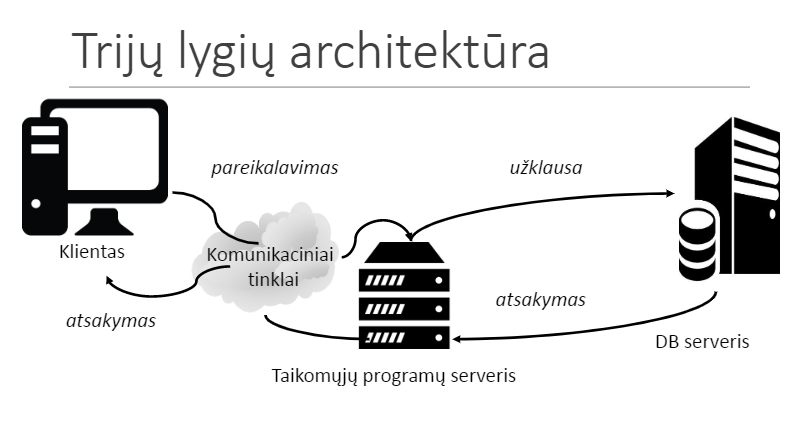 Trijų lygių architektūra
pareikalavimas
užklausa
Klientas
Komunikaciniai
tinklai
atsakymas
atsakymas
DB serveris
Taikomųjų programų serveris